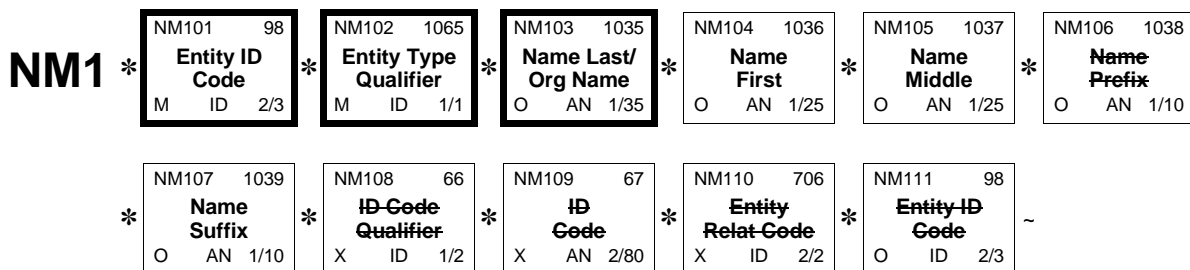 NM101 98 NM102 1065 NM103 1035 NM104 1036 NM105 1037 NM106 1038
NM1 * Entity ID * Entity Type * Name Last/ * Name * Name * Name
Code Qualifier Org Name First Middle Prefix
M ID 2/3 M ID 1/1 O AN 1/35 O AN 1/25 O AN 1/25 O AN 1/10
NM107 1039 NM108 66 NM109 67 NM110 706 NM111 98
* Name * ID Code * ID * Entity * Entity ID ~
Suffix Qualifier Code Relat Code Code
O AN 1/10 X ID 1/2 X AN 2/80 X ID 2/2 O ID 2/3